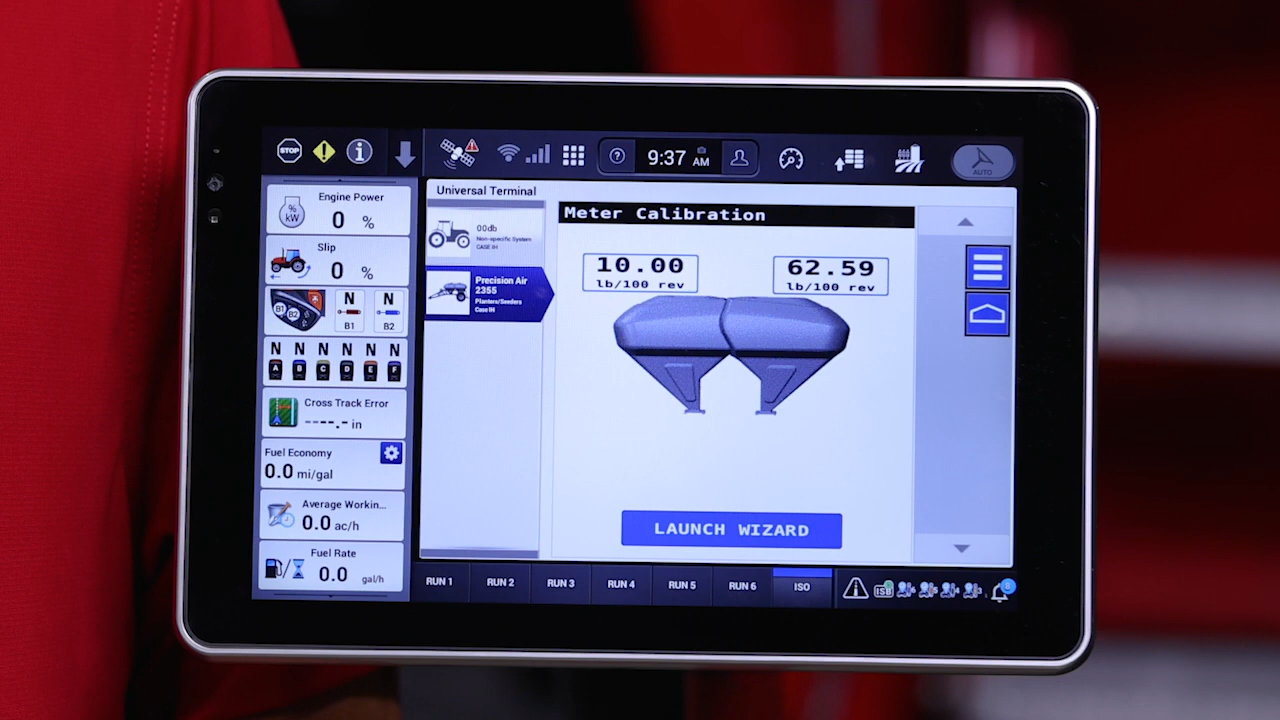 STOP
9:37 AM
AUTO
Engine Power
% kW
0 %
Slip
0 %
B1 B2
N N
B1 B2
N N N N N N
A B C D E F
Cross Track Error
---.- in
Fuel Economy
0.0 mi/gal
Average Workin...
0.0 ac/h
Fuel Rate
0.0 gal/h
Universal Terminal
00db
Non-specific System
CASE IH
Precision Air
2355
Planters/Seeders
Case IH
Meter Calibration
10.00
lb/100 rev
62.59
lb/100 rev
LAUNCH WIZARD
RUN 1 RUN 2 RUN 3 RUN 4 RUN 5 RUN 6 ISO
ISB